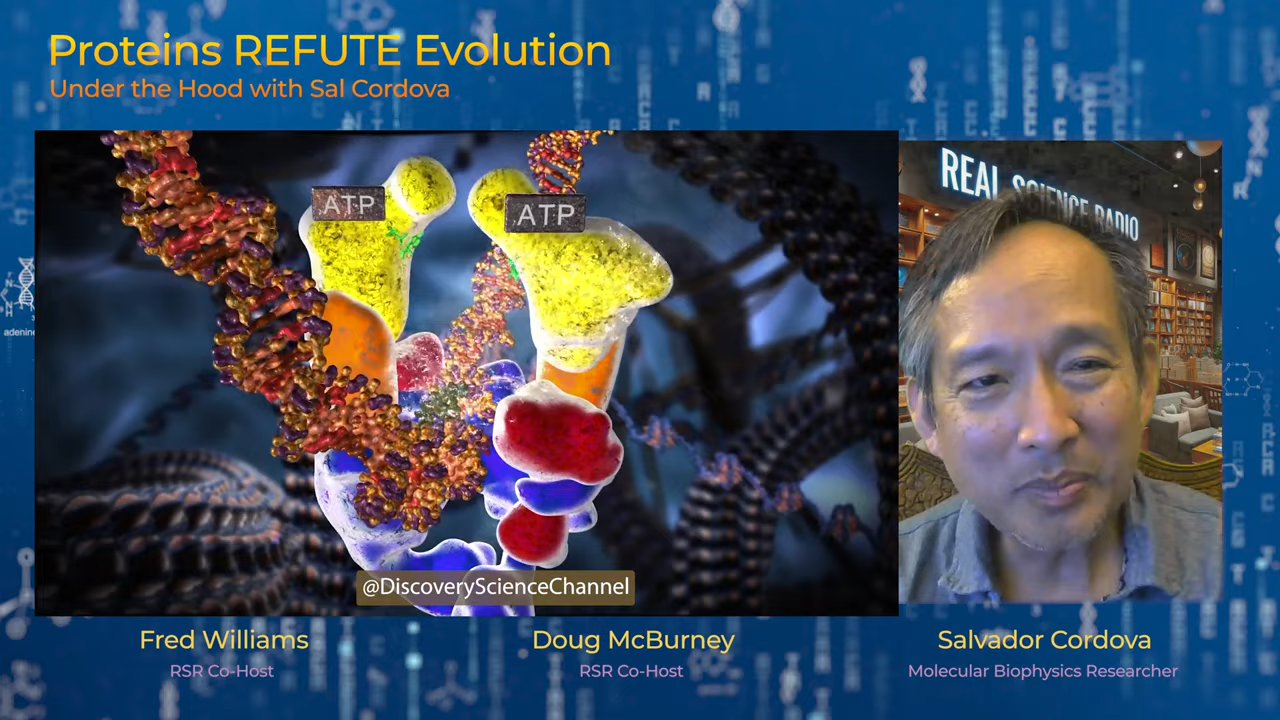 Proteins REFUTE Evolution
Under the Hood with Sal Cordova
ATP
ATP
REAL SCIENCE RADIO
adenine
@DiscoveryScienceChannel
Fred Williams
Doug McBurney
Salvador Cordova
RSR Co-Host
RSR Co-Host
Molecular Biophysics Researcher